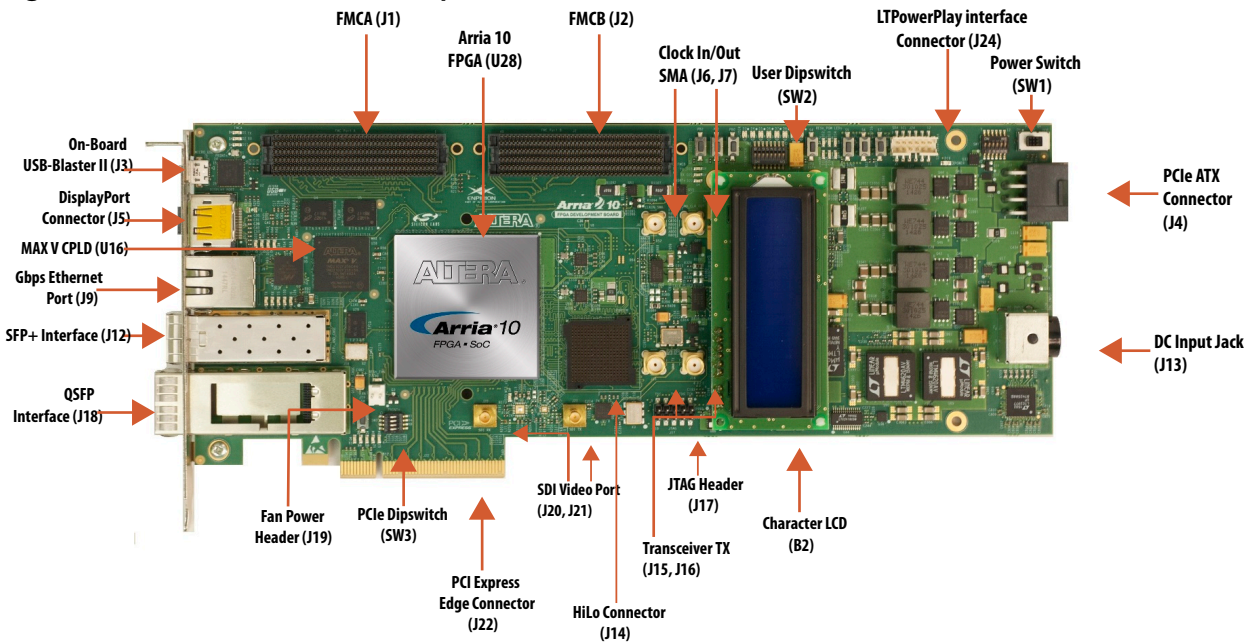 FMCA (J1)
FMCB (J2)
Arria 10
FPGA (U28)
Clock In/Out
SMA (J6, J7)
User Dipswitch
(SW2)
LTPowerPlay interface
Connector (J24)
Power Switch
(SW1)
On-Board
USB-Blaster II (J3)
DisplayPort
Connector (J5)
MAX V CPLD (U16)
Gbps Ethernet
Port (J9)
SFP+ Interface (J12)
QSFP
Interface (J18)
PCIe ATX
Connector
(J4)
DC Input Jack
(J13)
Arria 10
FPGA DEVELOPMENT BOARD
ALTERA
MAX V
ALTERA
Arria 10
FPGA • SoC
Fan Power
Header (J19)
PCIe Dipswitch
(SW3)
PCI Express
Edge Connector
(J22)
SDI Video Port
(J20, J21)
HiLo Connector
(J14)
Transceiver TX
(J15, J16)
JTAG Header
(J17)
Character LCD
(B2)